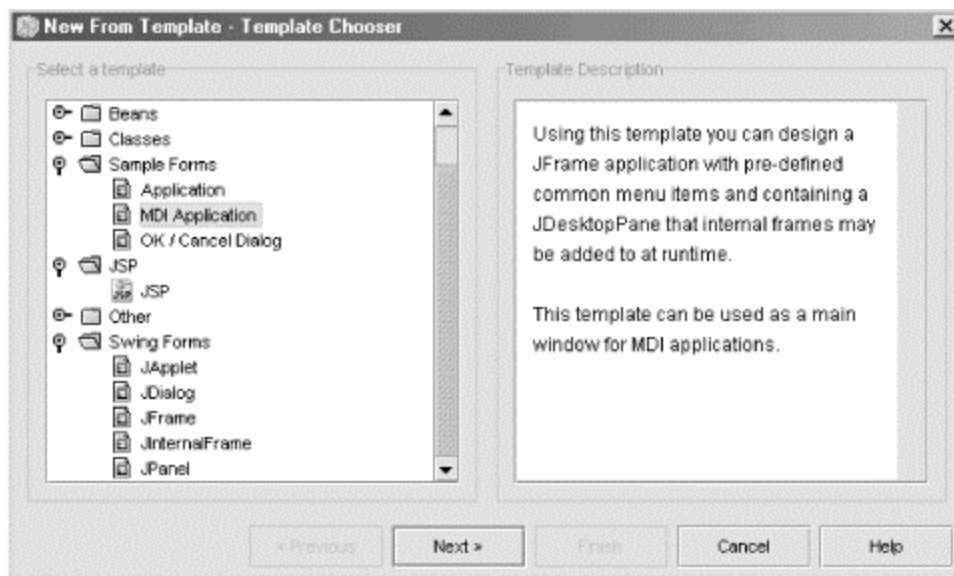 New From Template - Template Chooser
Select a template
Beans
Classes
Sample Forms
Application
MDI Application
OK / Cancel Dialog
JSP
JSP
Other
Swing Forms
JApplet
JDialog
JFrame
JInternalFrame
JPanel
Template Description
Using this template you can design a
JFrame application with pre-defined
common menu items and containing a
JDesktopPane that internal frames may
be added to at runtime.
This template can be used as a main
window for MDI applications.
< Previous
Next >
Finish
Cancel
Help